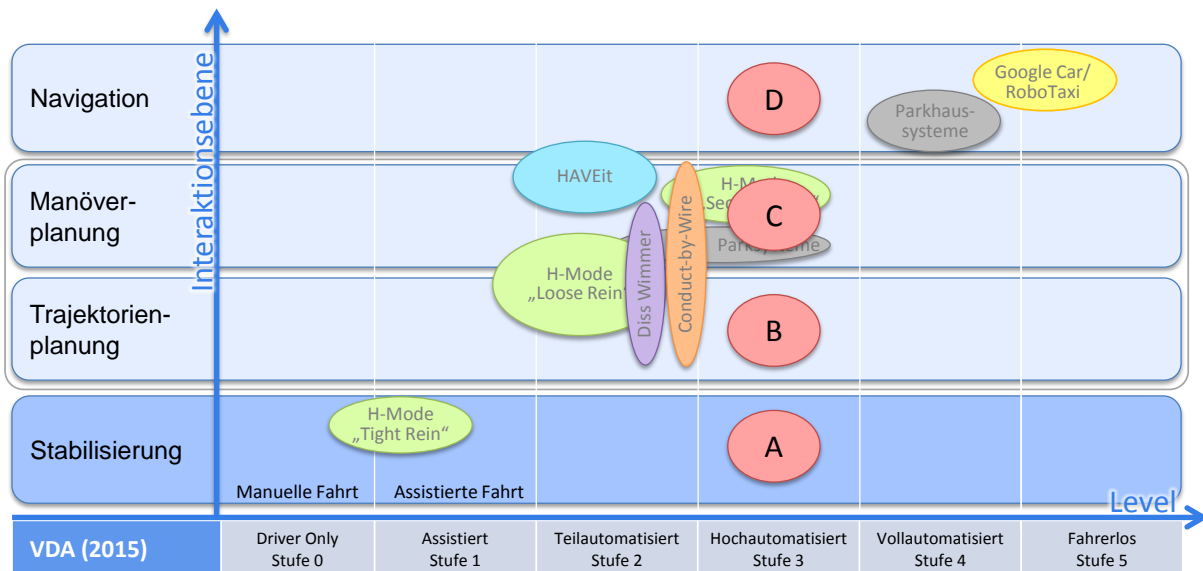 Interaktionsebene
Navigation
D
Google Car/
RoboTaxi
Parkhaus-
systeme
Manöver-
planung
HAVEit
H-Mode
C
Parksysteme
H-Mode
„Loose Rein“
Diss Wimmer
Conduct-by-Wire
Trajektorien-
planung
B
Stabilisierung
H-Mode
„Tight Rein“
A
Manuelle Fahrt
Assistierte Fahrt
Level
VDA (2015)
Driver Only
Stufe 0
Assistiert
Stufe 1
Teilautomatisiert
Stufe 2
Hochautomatisiert
Stufe 3
Vollautomatisiert
Stufe 4
Fahrerlos
Stufe 5